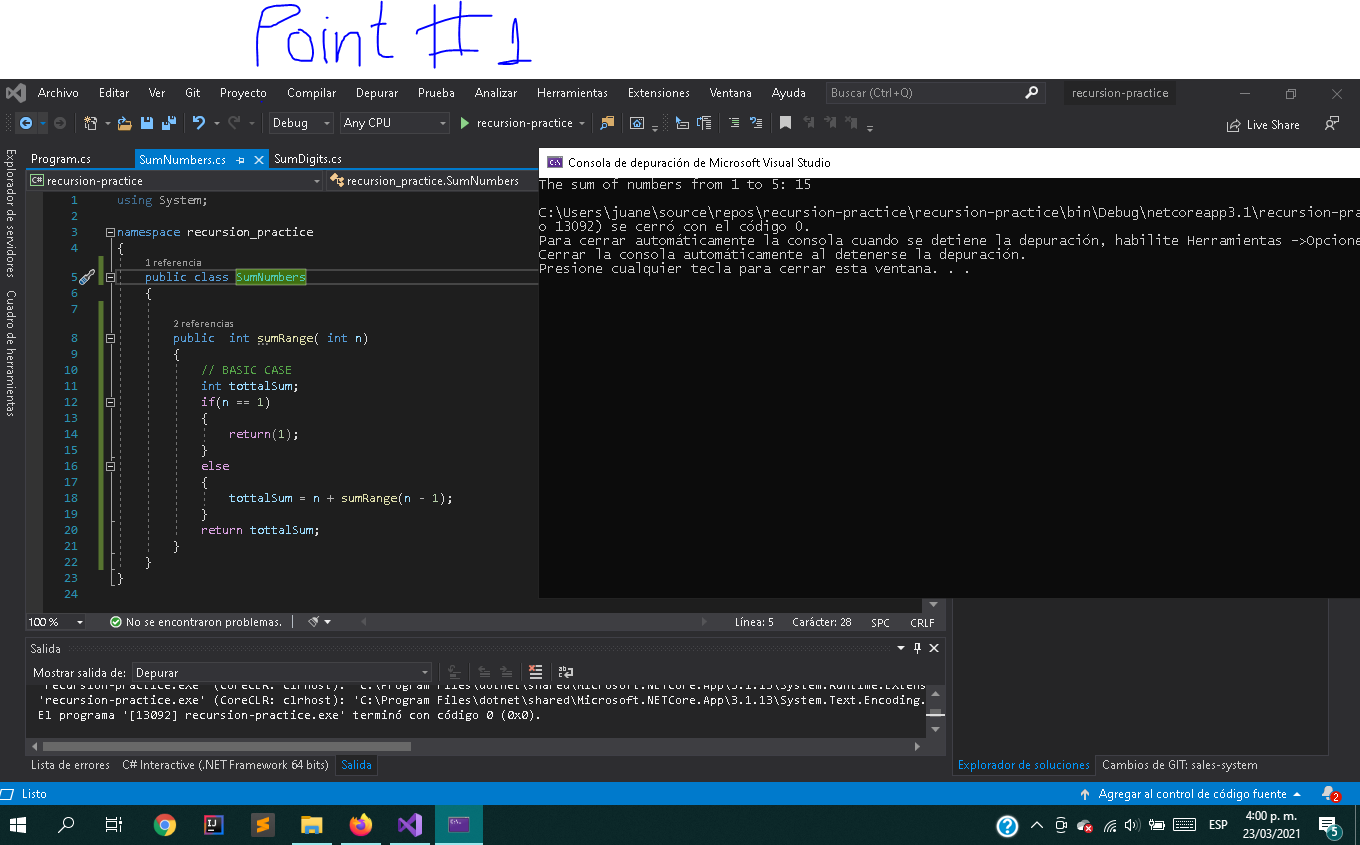 Point #1
Archivo Editar Ver Git Proyecto Compilar Depurar Prueba Analizar Herramientas Extensiones Ventana Ayuda Buscar (Ctrl+Q) recursion-practice
Debug Any CPU recursion-practice Live Share
Explorador de servidores
Cuadro de herramientas
Program.cs SumNumbers.cs SumDigits.cs
C# recursion-practice recursion_practice.SumNumbers
1 using System;
2
3 namespace recursion_practice
4 {
1 referencia
5 public class SumNumbers
6 {
7
2 referencias
8 public int sumRange( int n)
9 {
10 // BASIC CASE
11 int tottalSum;
12 if(n == 1)
13 {
14 return(1);
15 }
16 else
17 {
18 tottalSum = n + sumRange(n - 1);
19 }
20 return tottalSum;
21 }
22 }
23 }
24
C:\ Consola de depuración de Microsoft Visual Studio
The sum of numbers from 1 to 5: 15
C:\Users\juane\source\repos\recursion-practice\recursion-practice\bin\Debug\netcoreapp3.1\recursion-pra
o 13092) se cerró con el código 0.
Para cerrar automáticamente la consola cuando se detiene la depuración, habilite Herramientas ->Opcione
Cerrar la consola automáticamente al detenerse la depuración.
Presione cualquier tecla para cerrar esta ventana. . .
100 % No se encontraron problemas. Línea: 5 Carácter: 28 SPC CRLF
Salida
Mostrar salida de: Depurar
'recursion-practice.exe' (CoreCLR: clrhost): 'C:\Program Files\dotnet\shared\Microsoft.NETCore.App\3.1.13\System.Runtime.Extens
'recursion-practice.exe' (CoreCLR: clrhost): 'C:\Program Files\dotnet\shared\Microsoft.NETCore.App\3.1.13\System.Text.Encoding.
El programa '[13092] recursion-practice.exe' terminó con código 0 (0x0).
Lista de errores C# Interactive (.NET Framework 64 bits) Salida
Explorador de soluciones Cambios de GIT: sales-system
Listo Agregar al control de código fuente 2
ESP 4:00 p. m.
23/03/2021 5